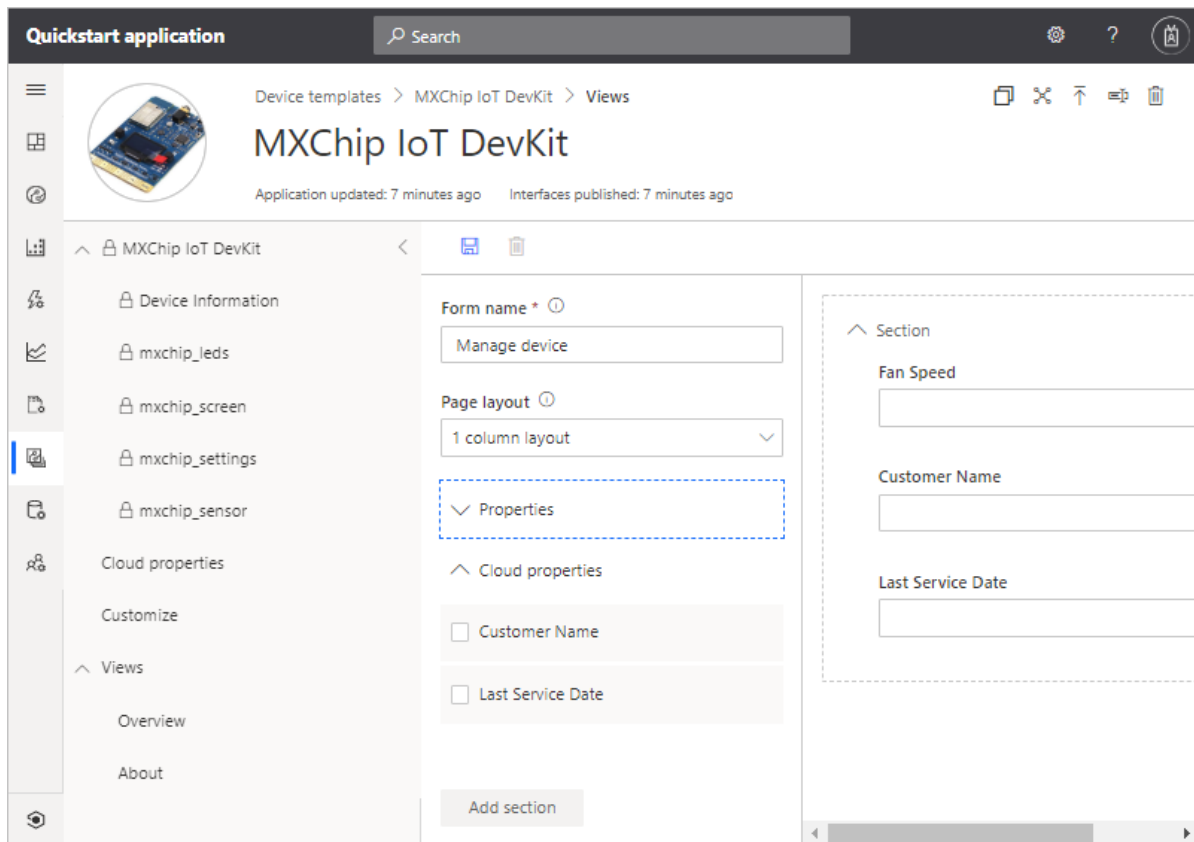 Quickstart application
Search
?
Device templates > MXChip IoT DevKit > Views
MXChip IoT DevKit
Application updated: 7 minutes ago Interfaces published: 7 minutes ago
MXChip IoT DevKit
Device Information
mxchip_leds
mxchip_screen
mxchip_settings
mxchip_sensor
Cloud properties
Customize
Views
Overview
About
Form name *
Manage device
Page layout
1 column layout
Properties
Cloud properties
Customer Name
Last Service Date
Add section
Section
Fan Speed
Customer Name
Last Service Date